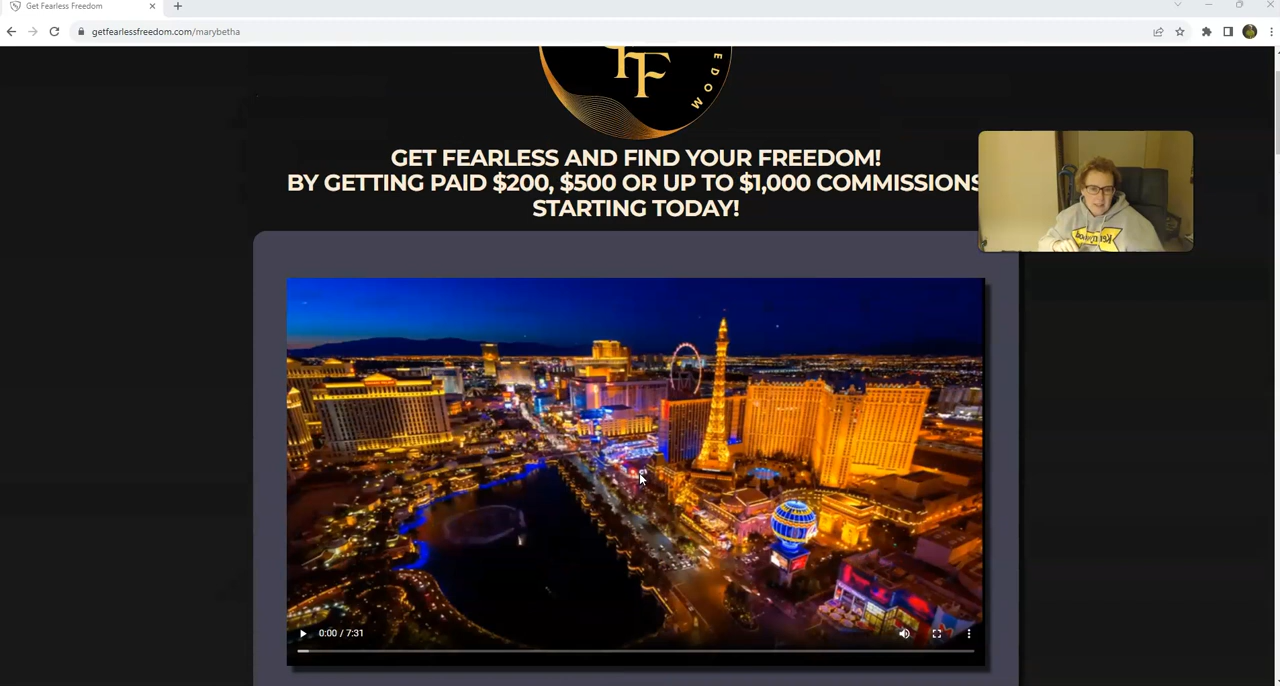 Get Fearless Freedom
getfearlessfreedom.com/marybetha
EDOM
F
GET FEARLESS AND FIND YOUR FREEDOM!
BY GETTING PAID $200, $500 OR UP TO $1,000 COMMISSIONS
STARTING TODAY!
0:00 / 7:31